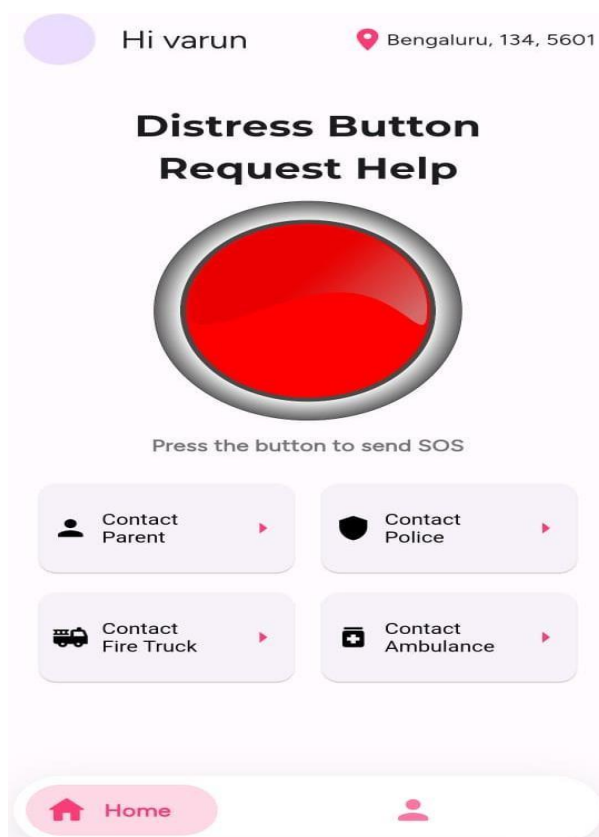 Hi varun
Bengaluru, 134, 5601
Distress Button
Request Help
Press the button to send SOS
Contact
Parent
Contact
Police
Contact
Fire Truck
Contact
Ambulance
Home